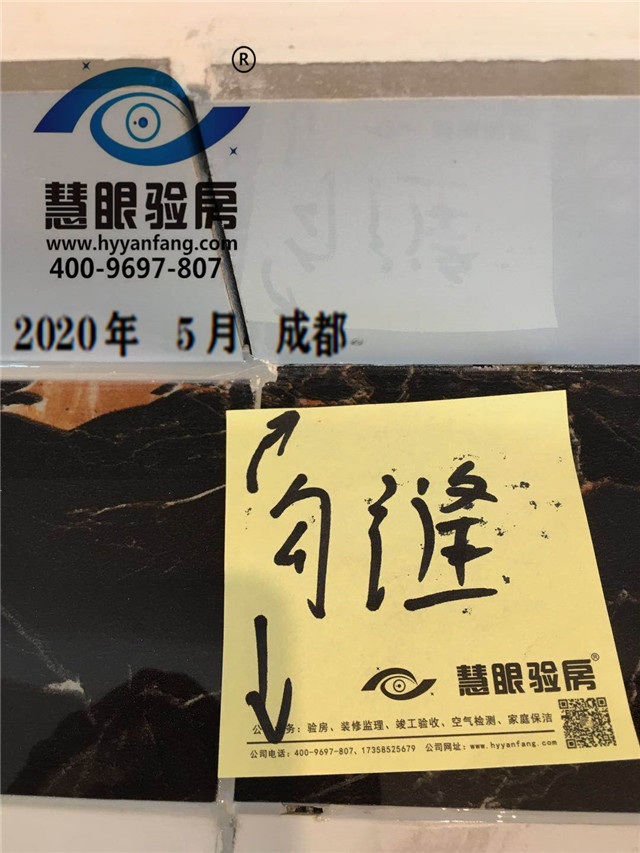 ®
慧眼验房
www.hyyanfang.com
400-9697-807
2020年 5月, 成都
勾缝
慧眼验房®
公司服务：验房、装修监理、竣工验收、空气检测、家庭保洁
公司电话：400-9697-807、17358525679 公司网址：www.hyyanfang.com